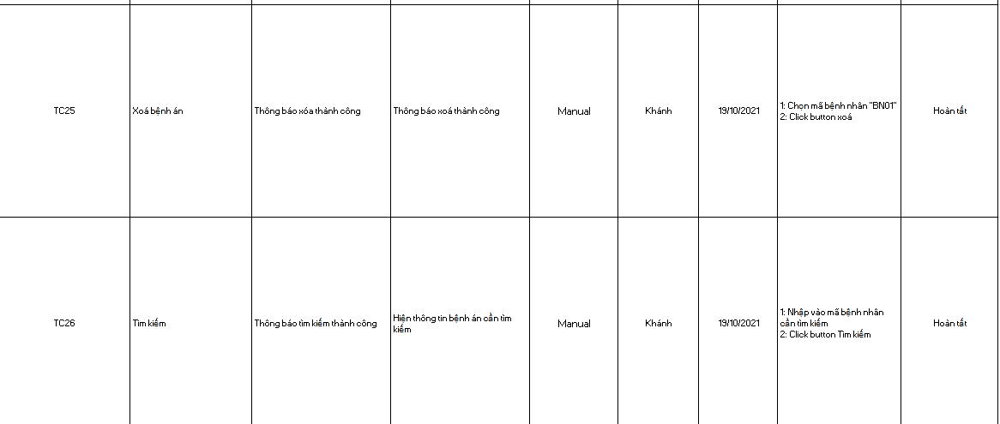 TC25
Xoá bệnh án
Thông báo xóa thành công
Thông báo xoá thành công
Manual
Khánh
19/10/2021
1: Chọn mã bệnh nhân "BN01"
2: Click button xoá
Hoàn tất
TC26
Tìm kiếm
Thông báo tìm kiếm thành công
Hiện thông tin bệnh án cần tìm
kiếm
Manual
Khánh
19/10/2021
1: Nhập vào mã bệnh nhân
cần tìm kiếm
2: Click button Tìm kiếm
Hoàn tất